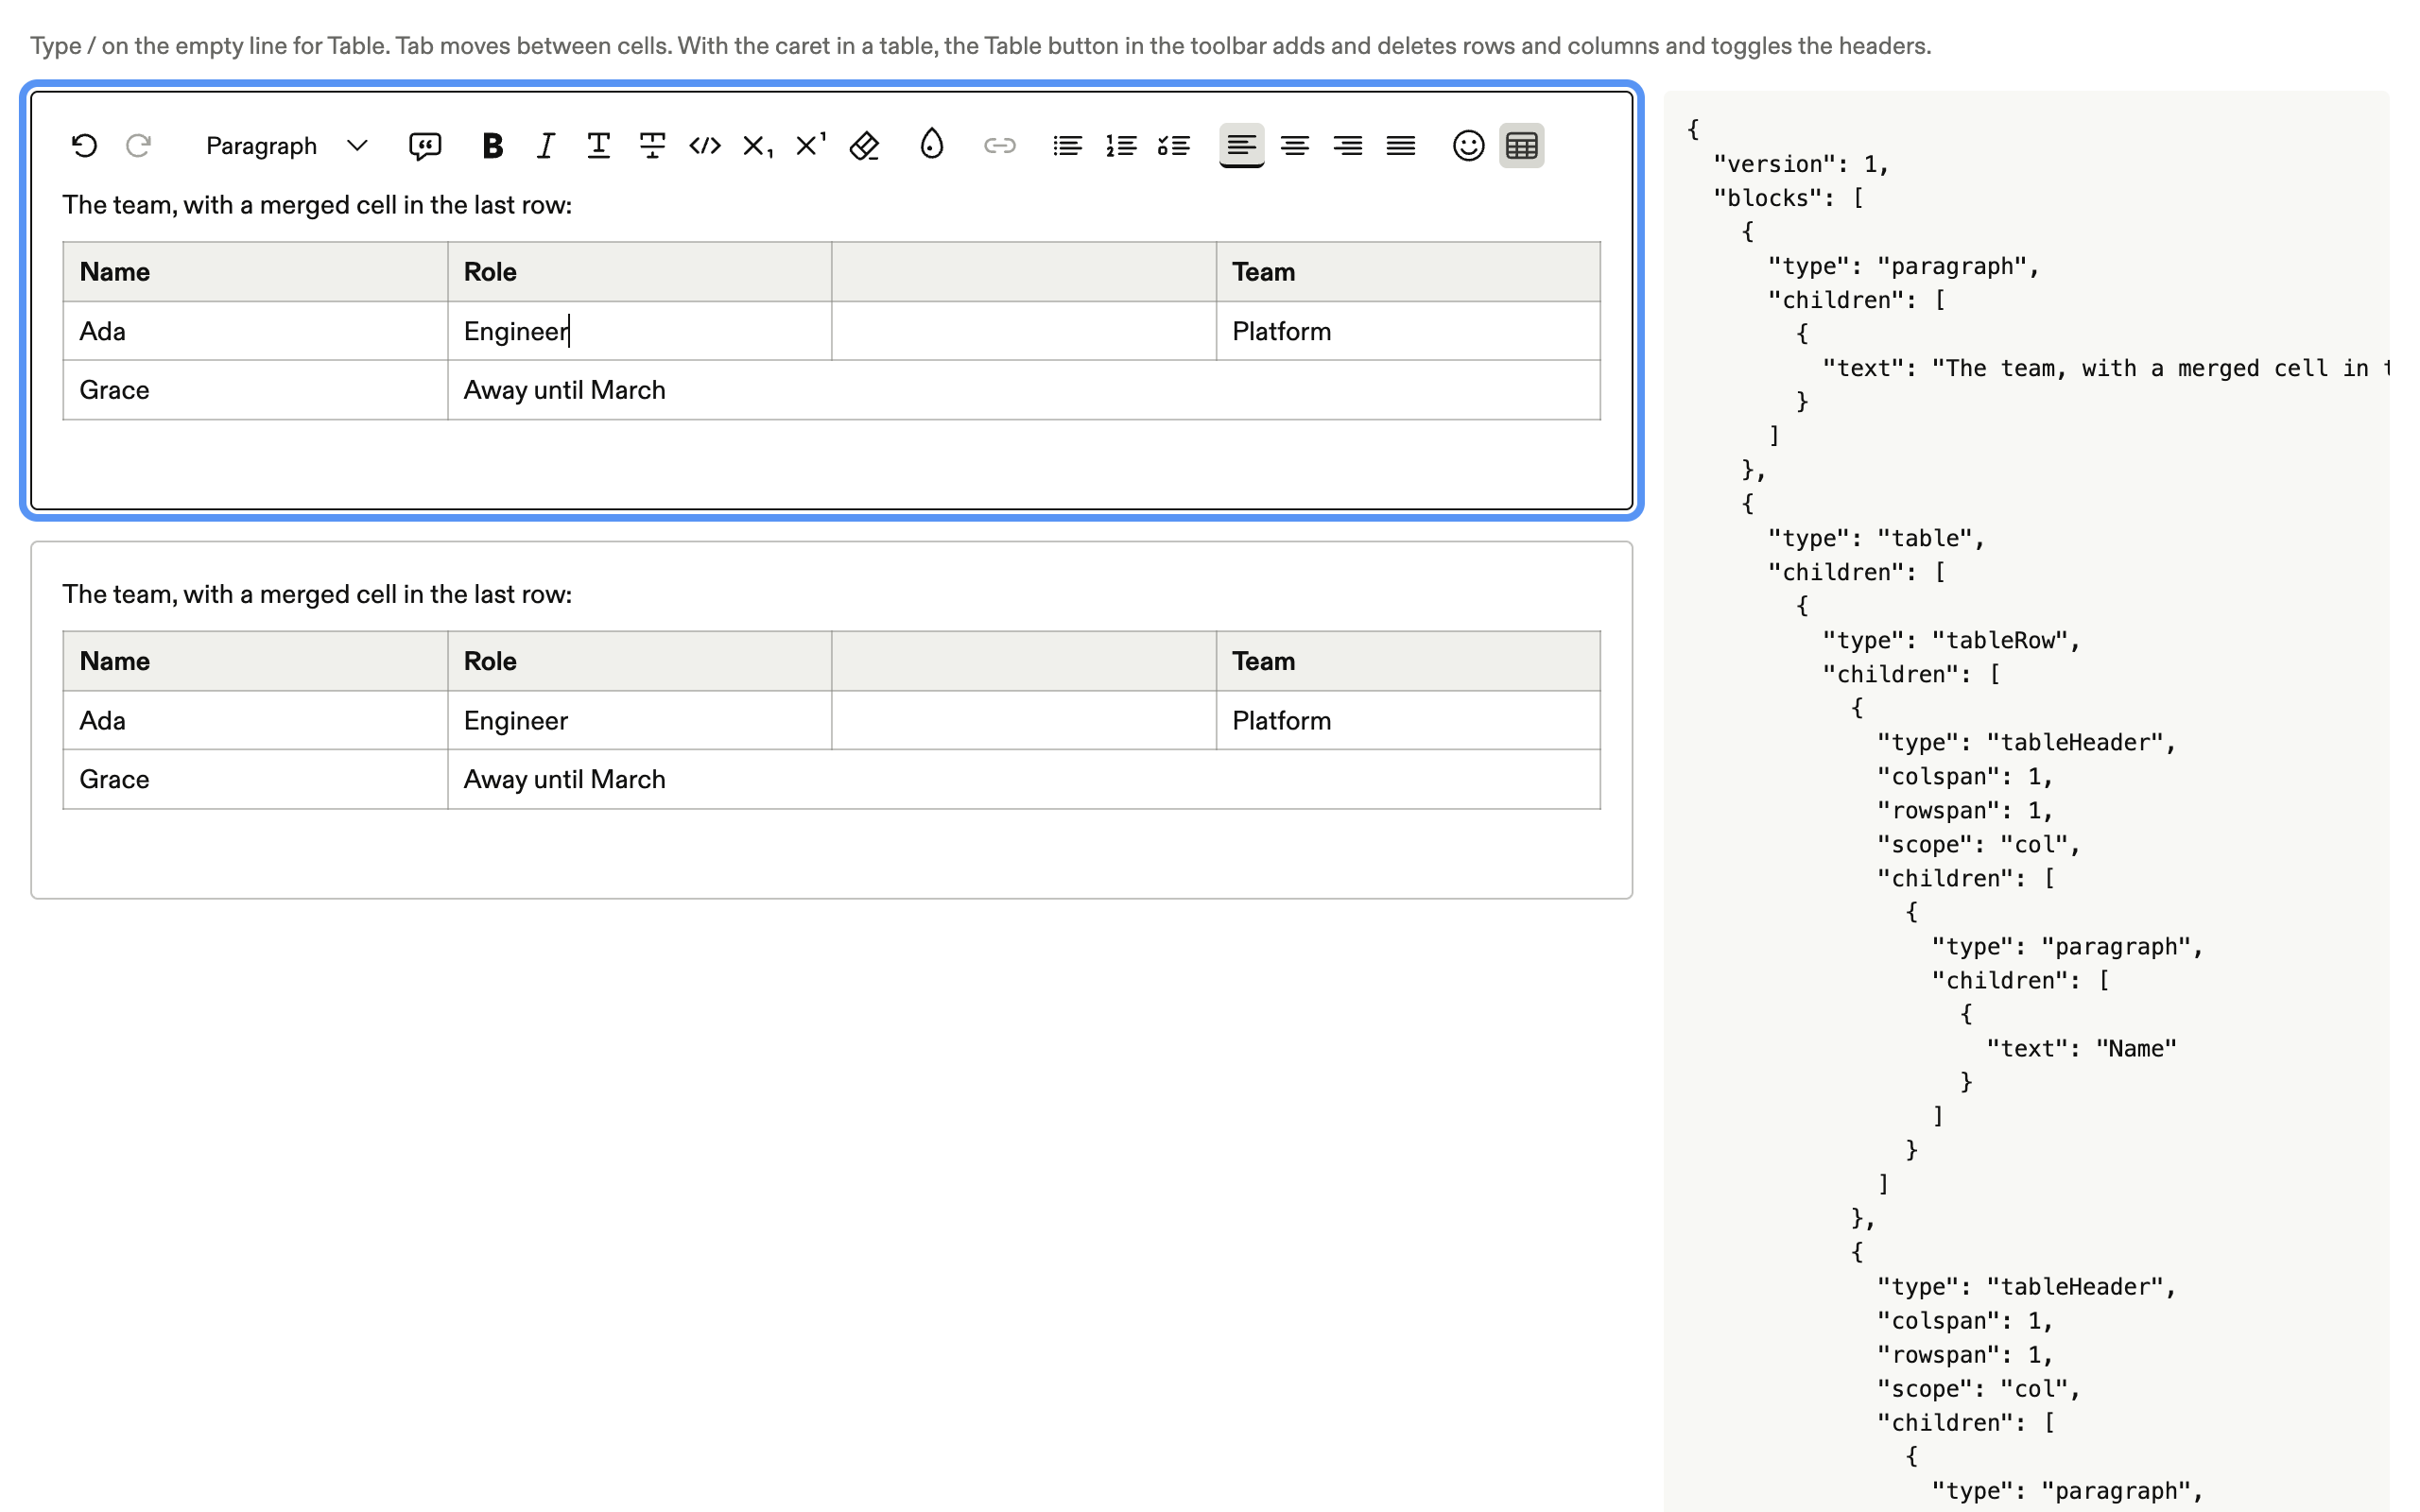 Type / on the empty line for Table. Tab moves between cells. With the caret in a table, the Table button in the toolbar adds and deletes rows and columns and toggles the headers.
Paragraph
The team, with a merged cell in the last row:
Name Role Team
Ada Engineer Platform
Grace Away until March
The team, with a merged cell in the last row:
Name Role Team
Ada Engineer Platform
Grace Away until March
{
"version": 1,
"blocks": [
{
"type": "paragraph",
"children": [
{
"text": "The team, with a merged cell in
}
]
},
{
"type": "table",
"children": [
{
"type": "tableRow",
"children": [
{
"type": "tableHeader",
"colspan": 1,
"rowspan": 1,
"scope": "col",
"children": [
{
"type": "paragraph",
"children": [
{
"text": "Name"
}
]
}
]
},
{
"type": "tableHeader",
"colspan": 1,
"rowspan": 1,
"scope": "col",
"children": [
{
"type": "paragraph",